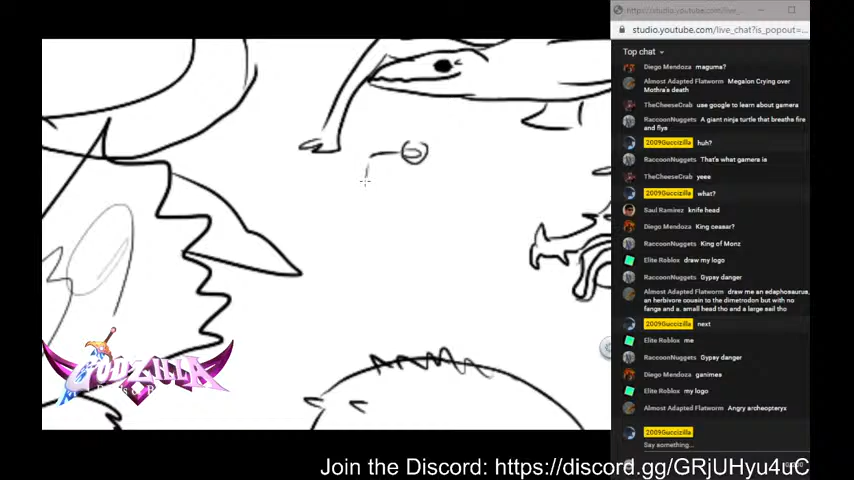 https://studio.youtube.com/live_...
studio.youtube.com/live_chat?is_popout=...
Top chat
Diego Mendoza maguma?
Almost Adapted Flatworm Megalon Crying over
Mothra's death
TheCheeseCrab use google to learn about gamera
RaccoonNuggets A giant ninja turtle that breathe fire
and flys
2009Guccizilla huh?
RaccoonNuggets That's what gamera is
TheCheeseCrab yeee
2009Guccizilla what?
Saul Ramirez knife head
Diego Mendoza King ceasar?
RaccoonNuggets King of Monz
Elite Roblox draw my logo
RaccoonNuggets Gypsy danger
Almost Adapted Flatworm draw me an edaphosaurus,
an herbivore cousin to the dimetrodon but with no
fangs and a. small head tho and a large sail tho
2009Guccizilla next
Elite Roblox me
RaccoonNuggets Gypsy danger
Diego Mendoza ganimes
Elite Roblox my logo
Almost Adapted Flatworm Angry archeopteryx
2009Guccizilla
Say something...
GODZILLA
Join the Discord: https://discord.gg/GRjUHyu4uC